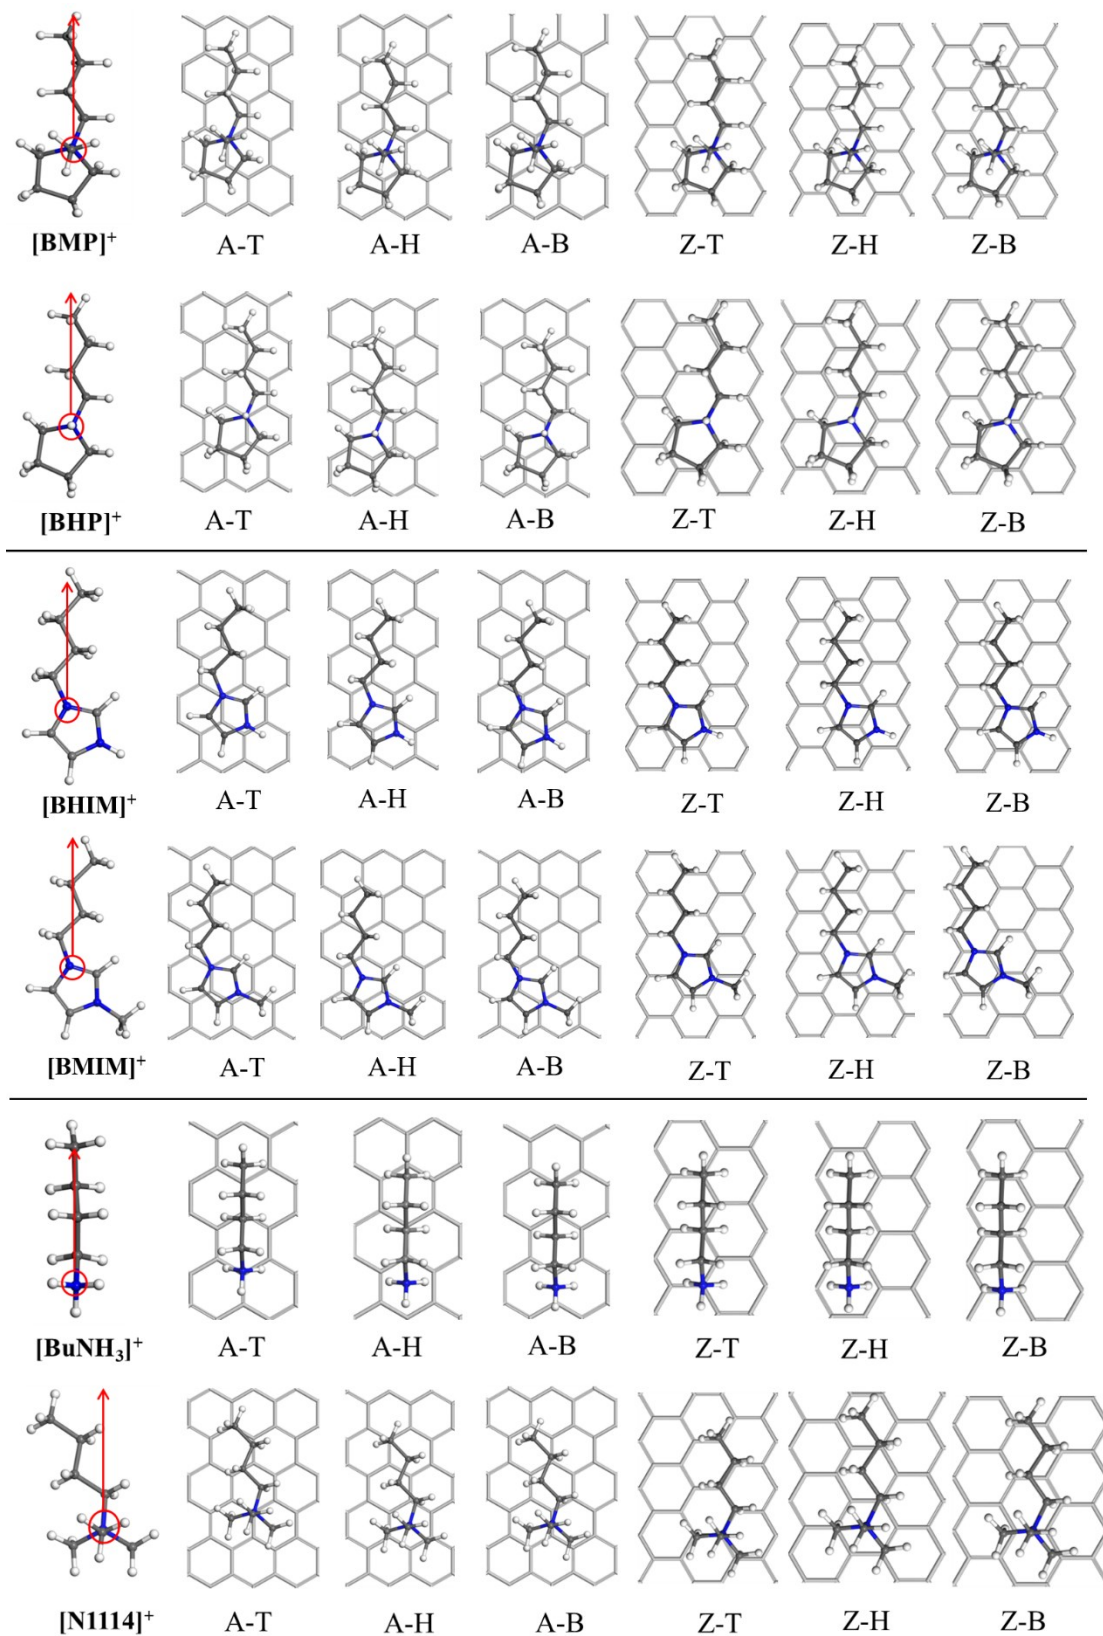 [BMP]⁺ A-T A-H A-B Z-T Z-H Z-B
[BHP]⁺ A-T A-H A-B Z-T Z-H Z-B
[BHIM]⁺ A-T A-H A-B Z-T Z-H Z-B
[BMIM]⁺ A-T A-H A-B Z-T Z-H Z-B
[BuNH₃]⁺ A-T A-H A-B Z-T Z-H Z-B
[N1114]⁺ A-T A-H A-B Z-T Z-H Z-B